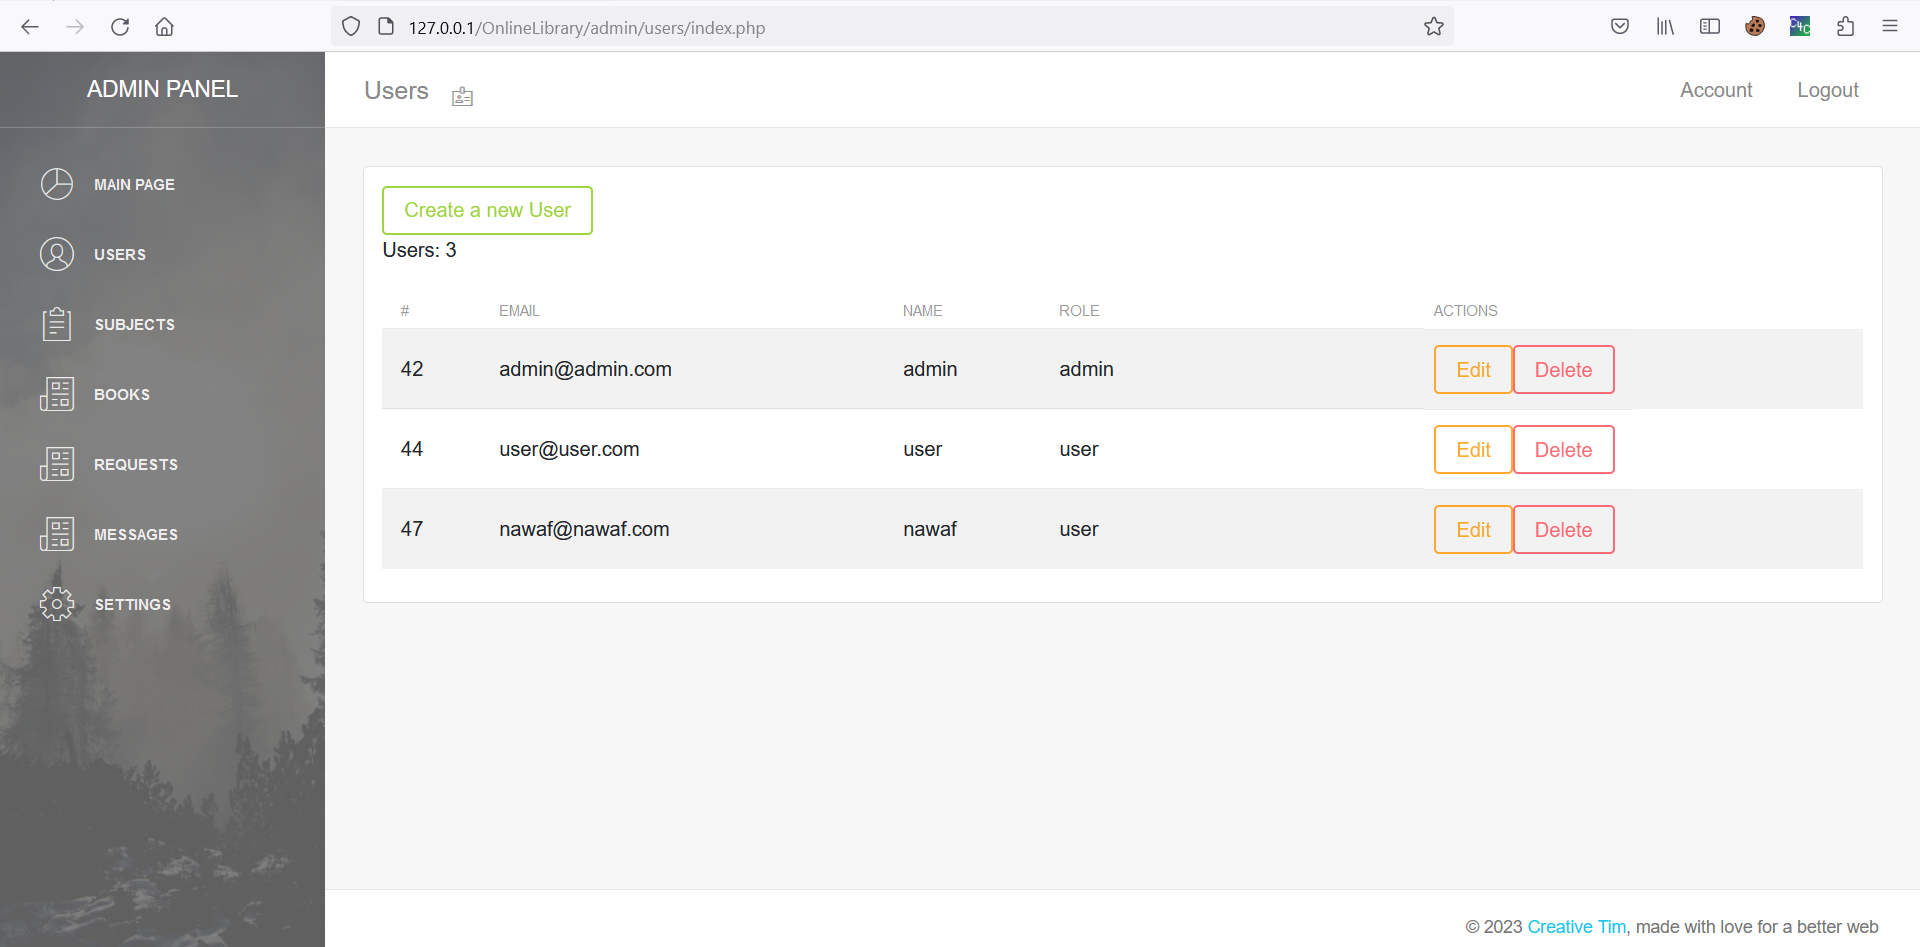 127.0.0.1/OnlineLibrary/admin/users/index.php
C4C
ADMIN PANEL
Users
Account
Logout
MAIN PAGE
USERS
SUBJECTS
BOOKS
REQUESTS
MESSAGES
SETTINGS
Create a new User
Users: 3
# EMAIL NAME ROLE ACTIONS
42 admin@admin.com admin admin Edit Delete
44 user@user.com user user Edit Delete
47 nawaf@nawaf.com nawaf user Edit Delete
© 2023 Creative Tim, made with love for a better web